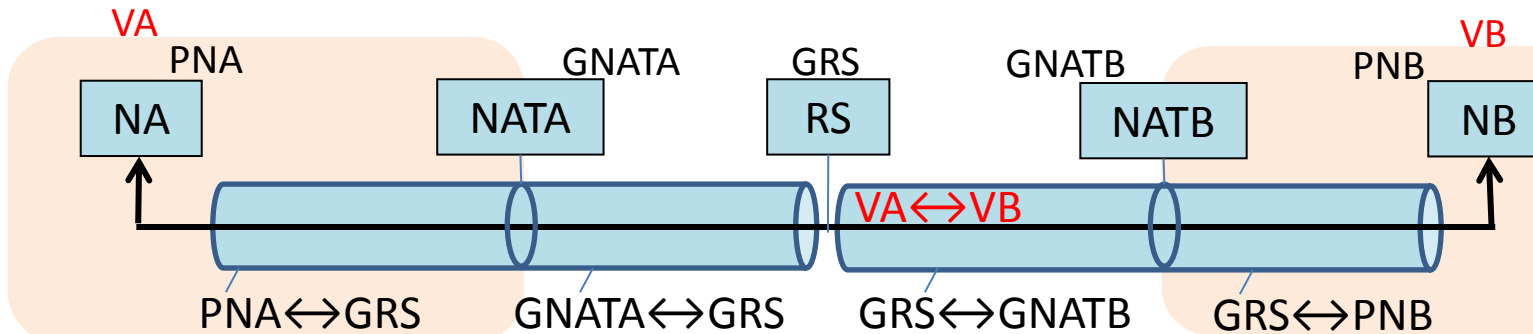 VA
VB
PNA
GNATA
GRS
GNATB
PNB
NA
NATA
RS
NATB
NB
VA↔VB
PNA↔GRS
GNATA↔GRS
GRS↔GNATB
GRS↔PNB